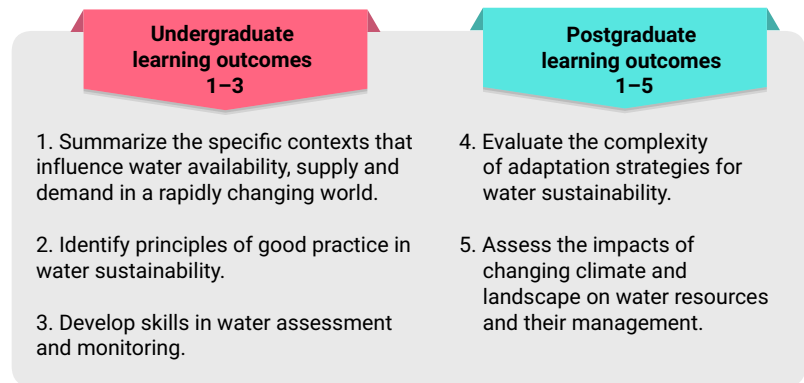 Undergraduate
learning outcomes
1–3
1. Summarize the specific contexts that
influence water availability, supply and
demand in a rapidly changing world.
2. Identify principles of good practice in
water sustainability.
3. Develop skills in water assessment
and monitoring.
Postgraduate
learning outcomes
1–5
4. Evaluate the complexity
of adaptation strategies for
water sustainability.
5. Assess the impacts of
changing climate and
landscape on water resources
and their management.